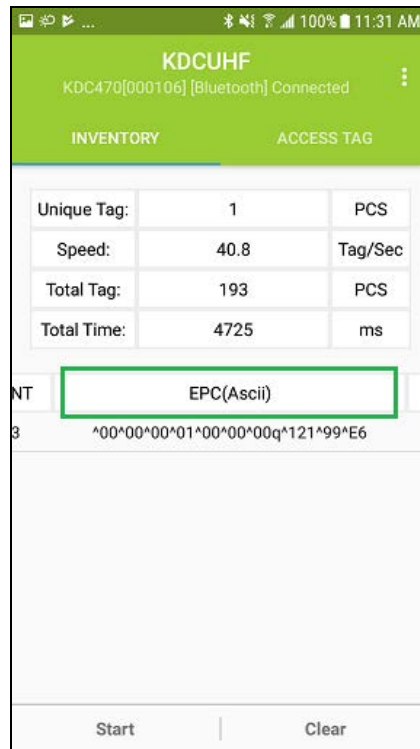 ... 100% 11:31 AM
KDCUHF
KDC470[000106] [Bluetooth] Connected
INVENTORY ACCESS TAG
Unique Tag: 1 PCS
Speed: 40.8 Tag/Sec
Total Tag: 193 PCS
Total Time: 4725 ms
NT EPC(Ascii)
3 ^00^00^00^01^00^00^00q^121^99^E6
Start Clear